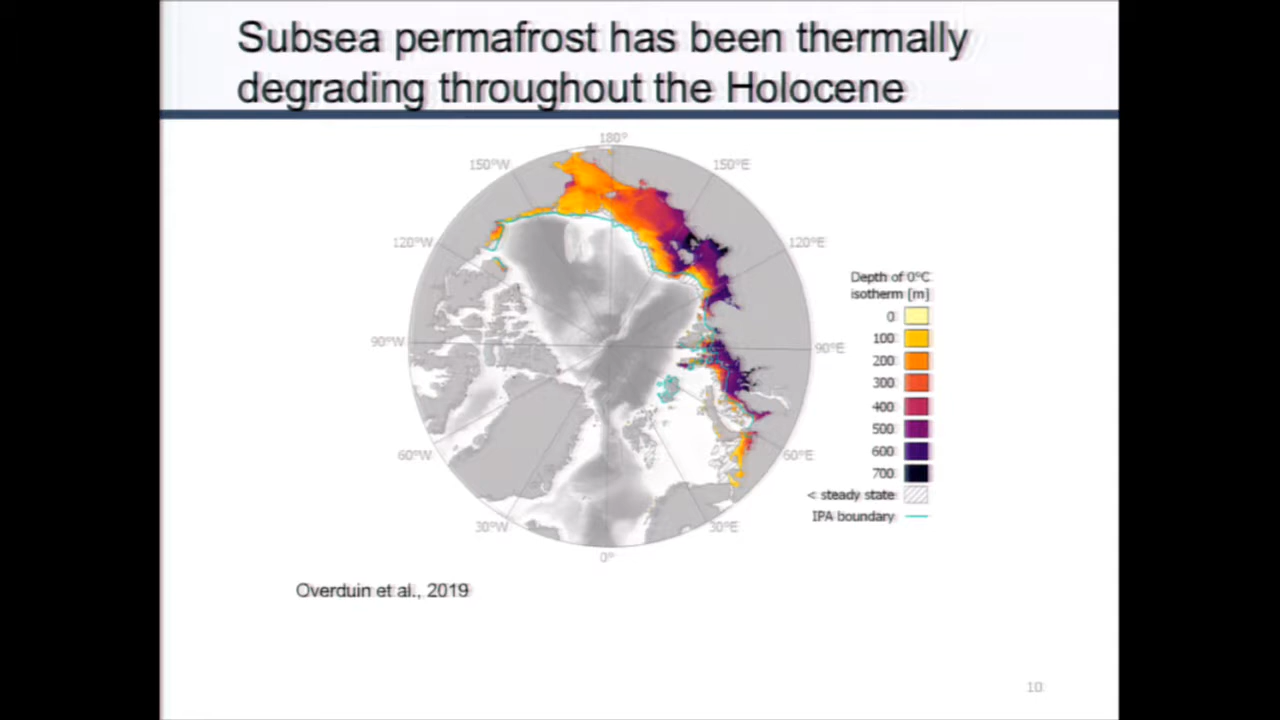 Subsea permafrost has been thermally
degrading throughout the Holocene
180°
150°W
150°E
120°W
120°E
90°W
90°E
60°W
60°E
30°W
30°E
0°
Depth of 0°C
isotherm [m]
0
100
200
300
400
500
600
700
< steady state
IPA boundary
Overduin et al., 2019
10